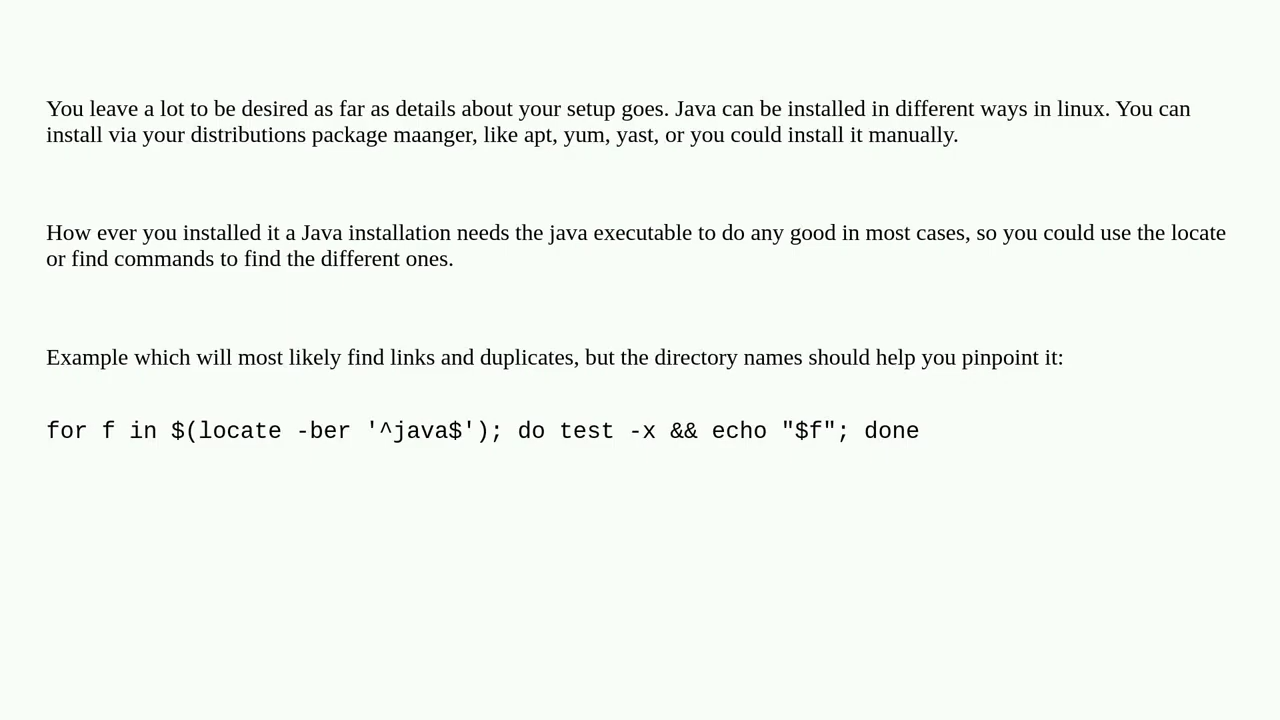 You leave a lot to be desired as far as details about your setup goes. Java can be installed in different ways in linux. You can
install via your distributions package maanger, like apt, yum, yast, or you could install it manually.
How ever you installed it a Java installation needs the java executable to do any good in most cases, so you could use the locate
or find commands to find the different ones.
Example which will most likely find links and duplicates, but the directory names should help you pinpoint it:
for f in $(locate -ber '^java$'); do test -x && echo "$f"; done